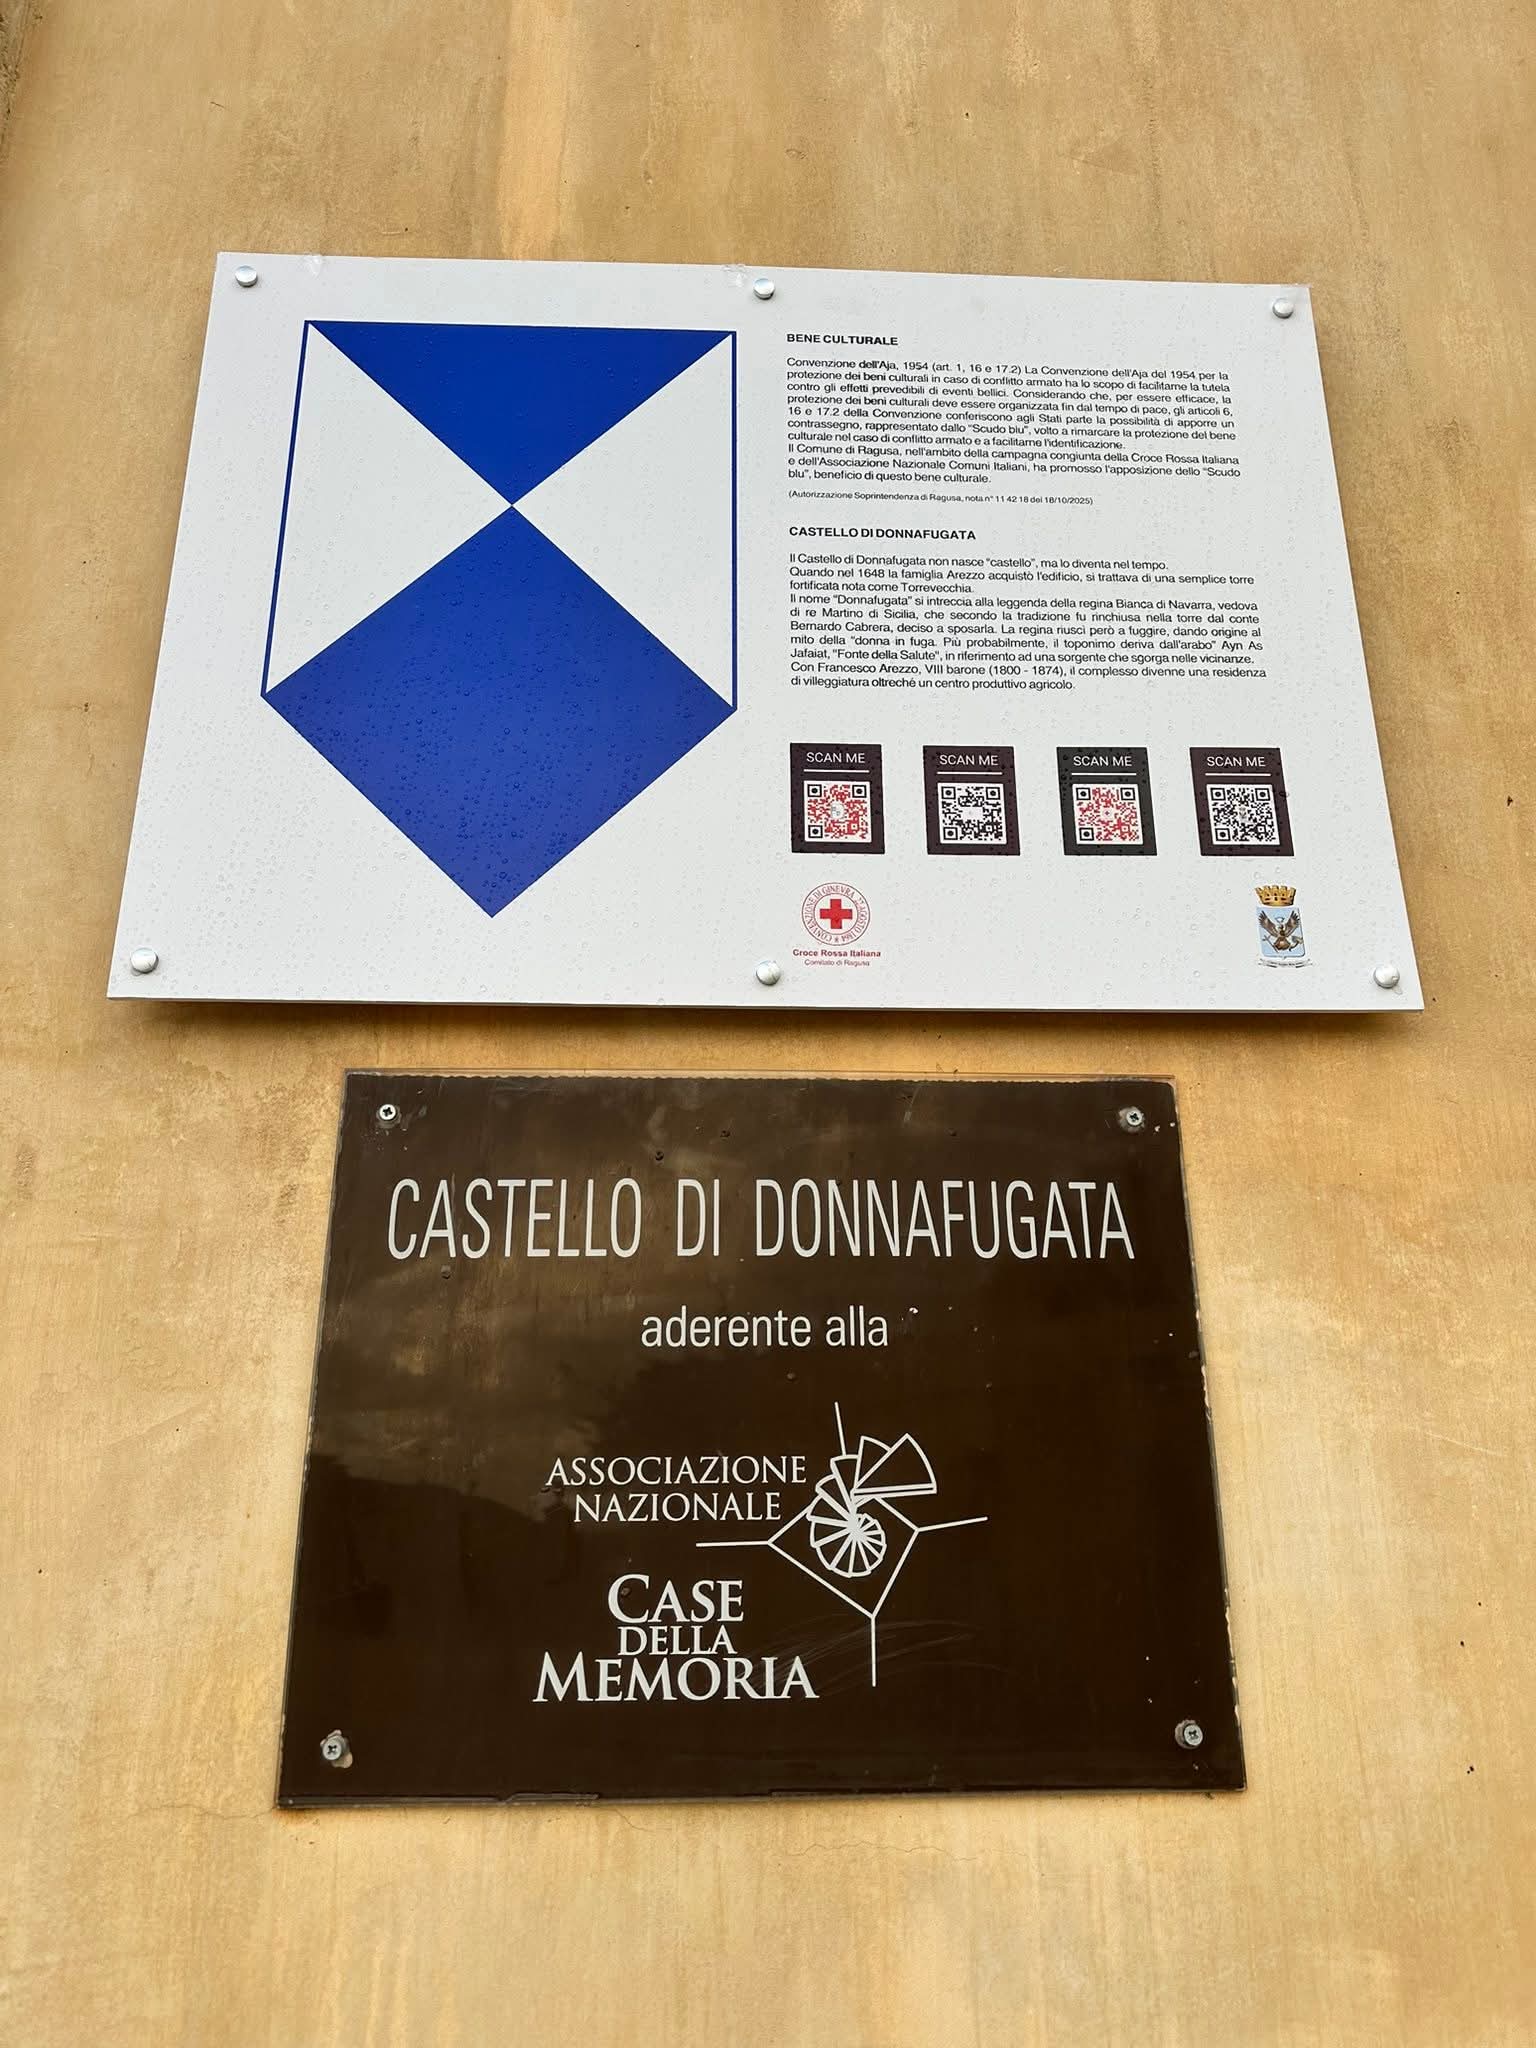 BENE CULTURALE
Convenzione dell'Aja, 1954 (art. 1, 16 e 17.2) La Convenzione dell'Aja del 1954 per la
protezione dei beni culturali in caso di conflitto armato ha lo scopo di facilitarne la tutela
contro gli effetti prevedibili di eventi bellici. Considerando che, per essere efficace, la
protezione dei beni culturali deve essere organizzata fin dal tempo di pace, gli articoli 6,
16 e 17.2 della Convenzione conferiscono agli Stati parte la possibilità di apporre un
contrassegno, rappresentato dallo "Scudo blu", volto a rimarcare la protezione del bene
culturale nel caso di conflitto armato e a facilitarne l'identificazione.
Il Comune di Ragusa, nell'ambito della campagna congiunta della Croce Rossa Italiana
e dell'Associazione Nazionale Comuni Italiani, ha promosso l'apposizione dello "Scudo
blu", beneficio di questo bene culturale.
(Autorizzazione Soprintendenza di Ragusa, nota n° 11 42 18 del 18/10/2025)
CASTELLO DI DONNAFUGATA
Il Castello di Donnafugata non nasce "castello", ma lo diventa nel tempo.
Quando nel 1648 la famiglia Arezzo acquistò l'edificio, si trattava di una semplice torre
fortificata nota come Torrevecchia.
Il nome "Donnafugata" si intreccia alla leggenda della regina Bianca di Navarra, vedova
di re Martino di Sicilia, che secondo la tradizione fu rinchiusa nella torre dal conte
Bernardo Cabrera, deciso a sposarla. La regina riuscì però a fuggire, dando origine al
mito della "donna in fuga. Più probabilmente, il toponimo deriva dall'arabo" Ayn As
Jafaiat, "Fonte della Salute", in riferimento ad una sorgente che sgorga nelle vicinanze.
Con Francesco Arezzo, VIII barone (1800 - 1874), il complesso divenne una residenza
di villeggiatura oltreché un centro produttivo agricolo.
SCAN ME SCAN ME SCAN ME SCAN ME
CONVENZIONE DI GINEVRA 22 AGOSTO 1864
Croce Rossa Italiana
Comitato di Ragusa
CASTELLO DI DONNAFUGATA
aderente alla
ASSOCIAZIONE
NAZIONALE
CASE
DELLA
MEMORIA